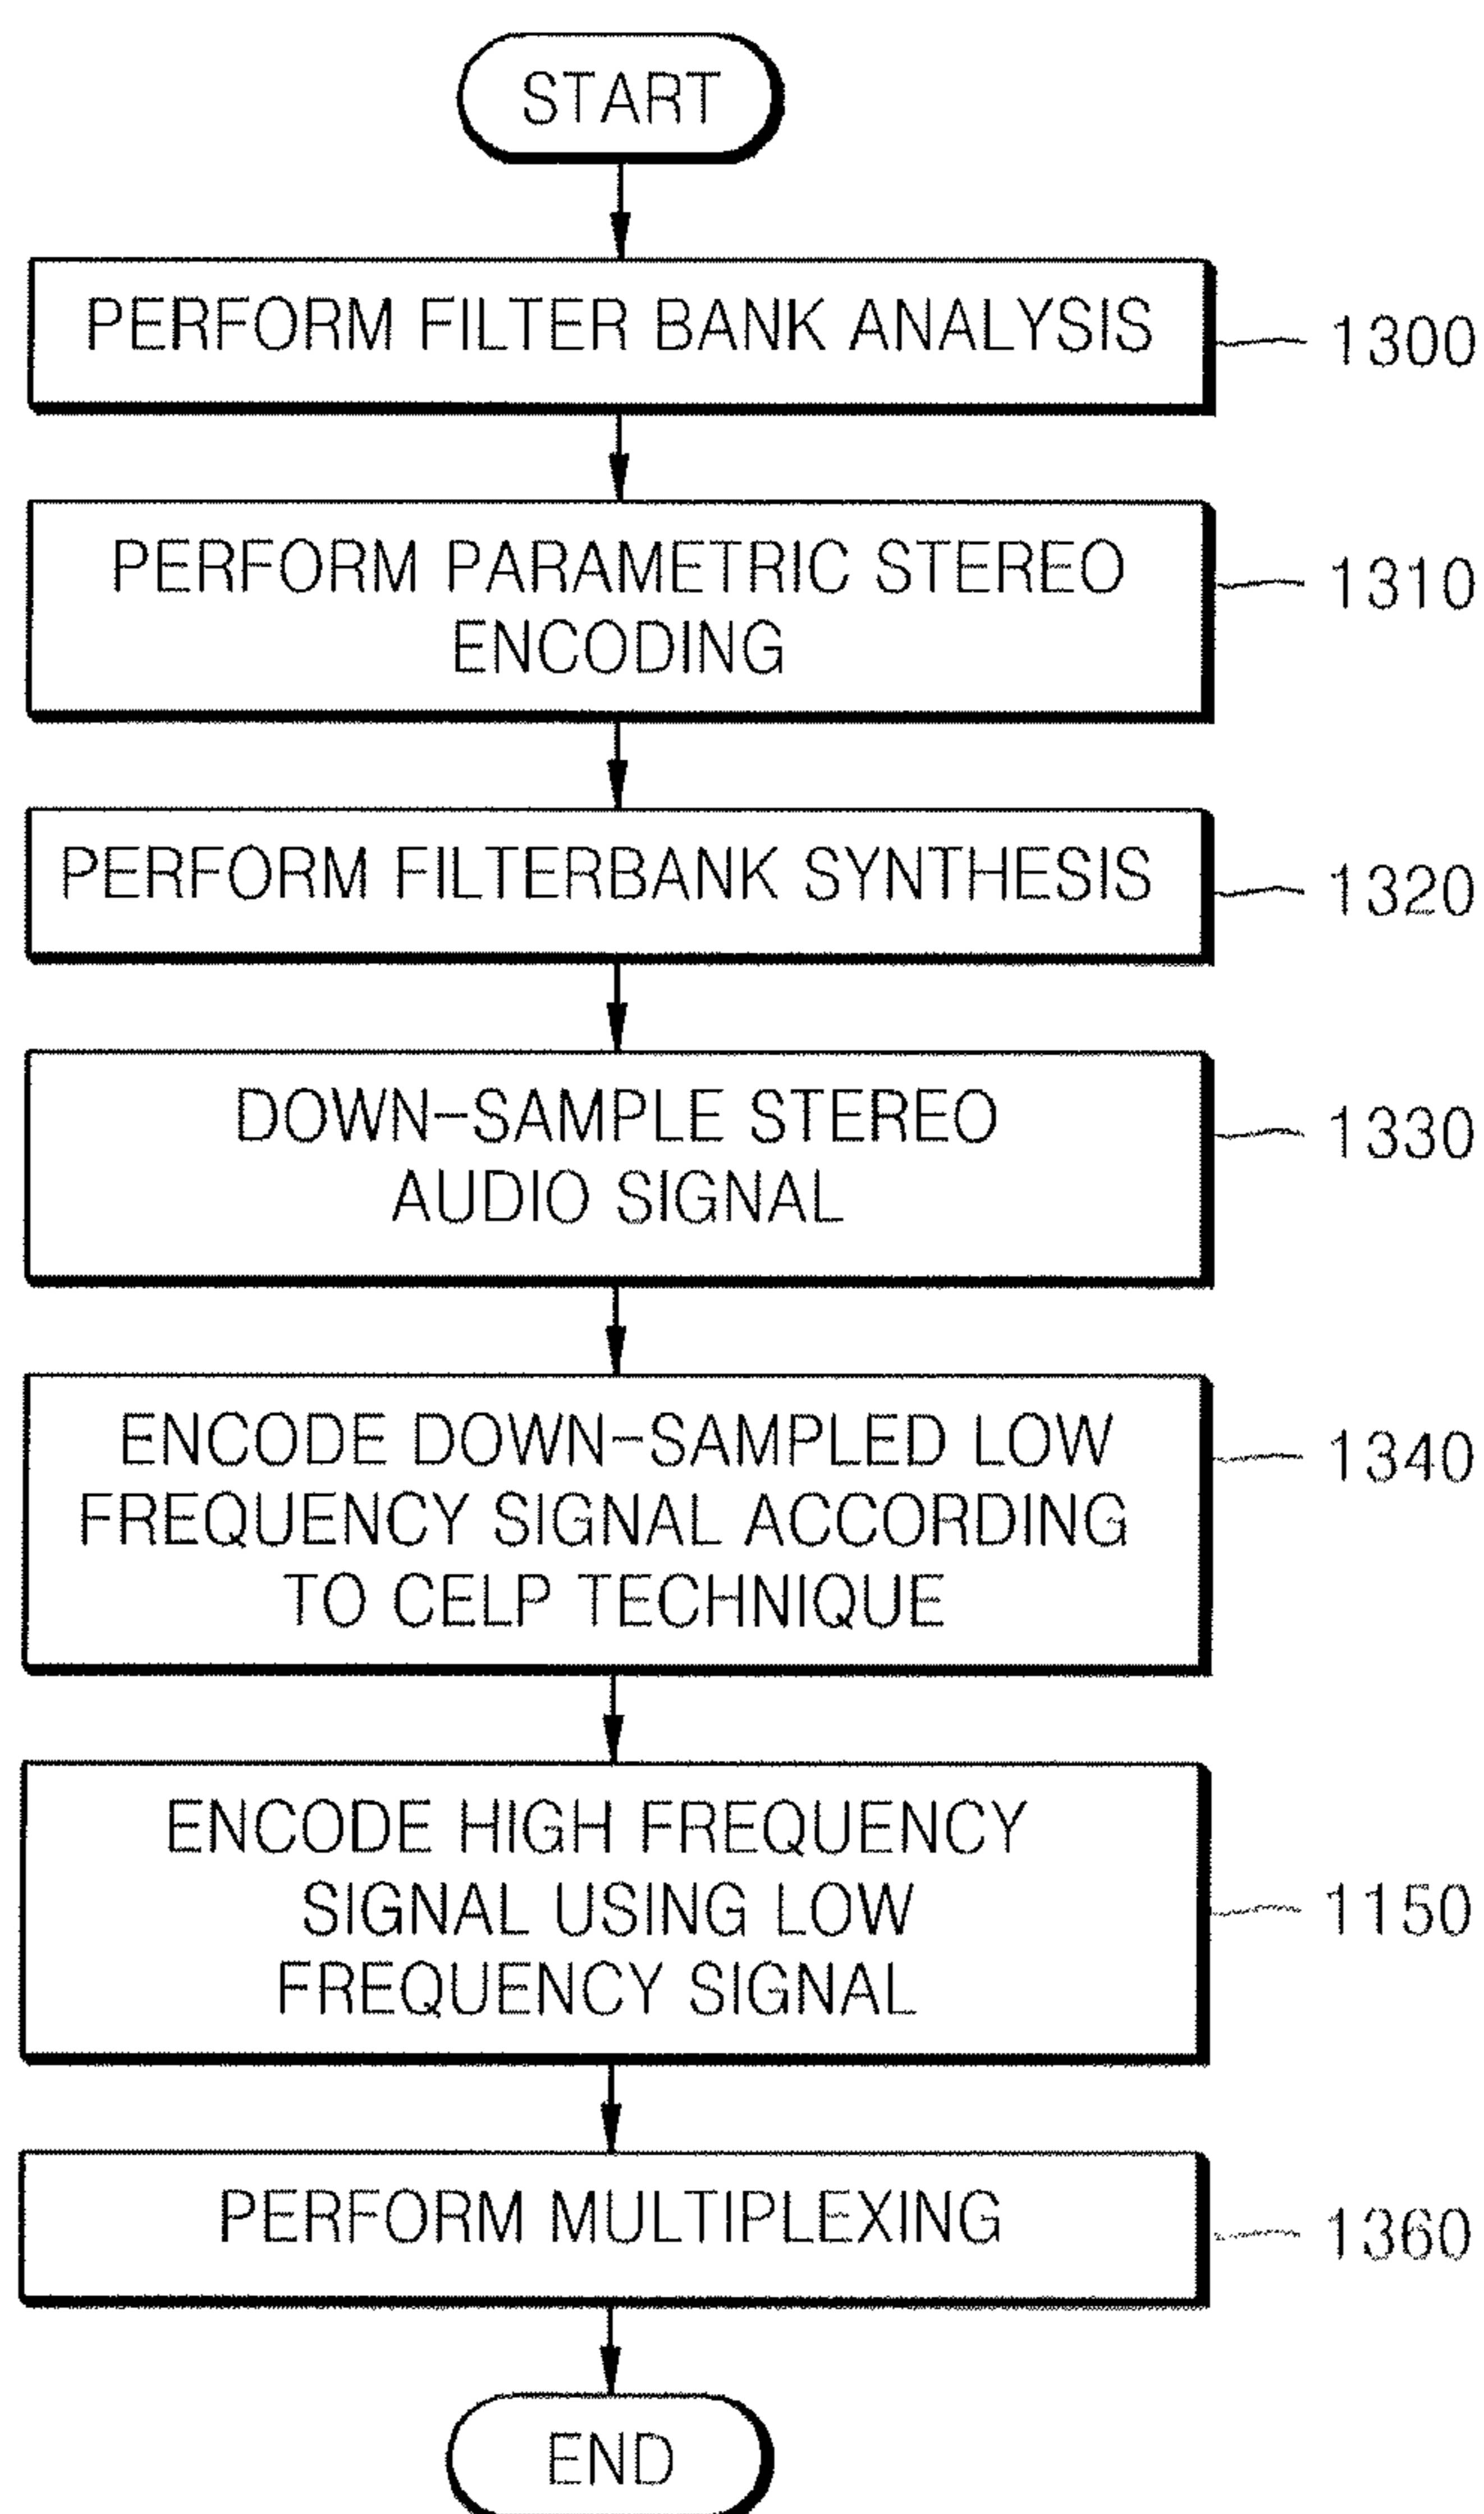 START
PERFORM FILTER BANK ANALYSIS
1300
PERFORM PARAMETRIC STEREO
ENCODING
1310
PERFORM FILTERBANK SYNTHESIS
1320
DOWN-SAMPLE STEREO
AUDIO SIGNAL
1330
ENCODE DOWN-SAMPLED LOW
FREQUENCY SIGNAL ACCORDING
TO CELP TECHNIQUE
1340
ENCODE HIGH FREQUENCY
SIGNAL USING LOW
FREQUENCY SIGNAL
1150
PERFORM MULTIPLEXING
1360
END